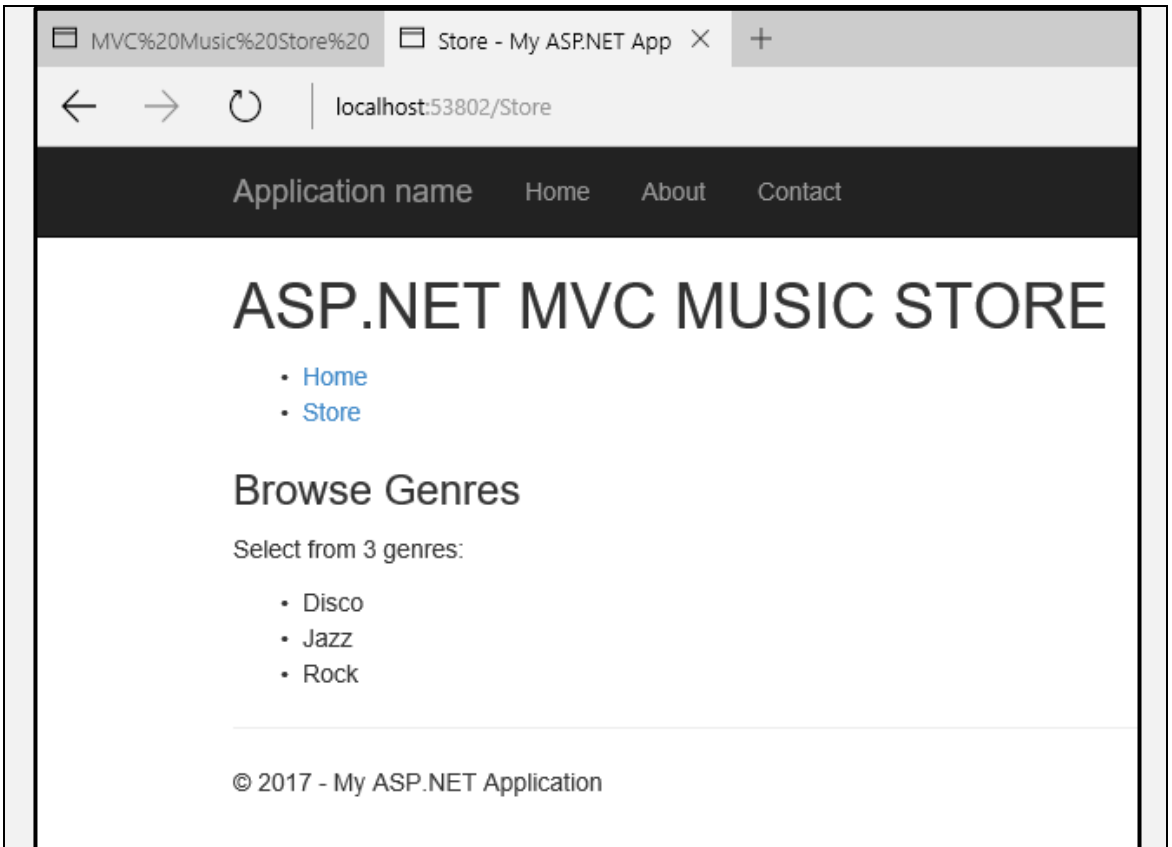 MVC%20Music%20Store%20 Store - My ASP.NET App
localhost:53802/Store
Application name Home About Contact
ASP.NET MVC MUSIC STORE
• Home
• Store
Browse Genres
Select from 3 genres:
• Disco
• Jazz
• Rock
© 2017 - My ASP.NET Application